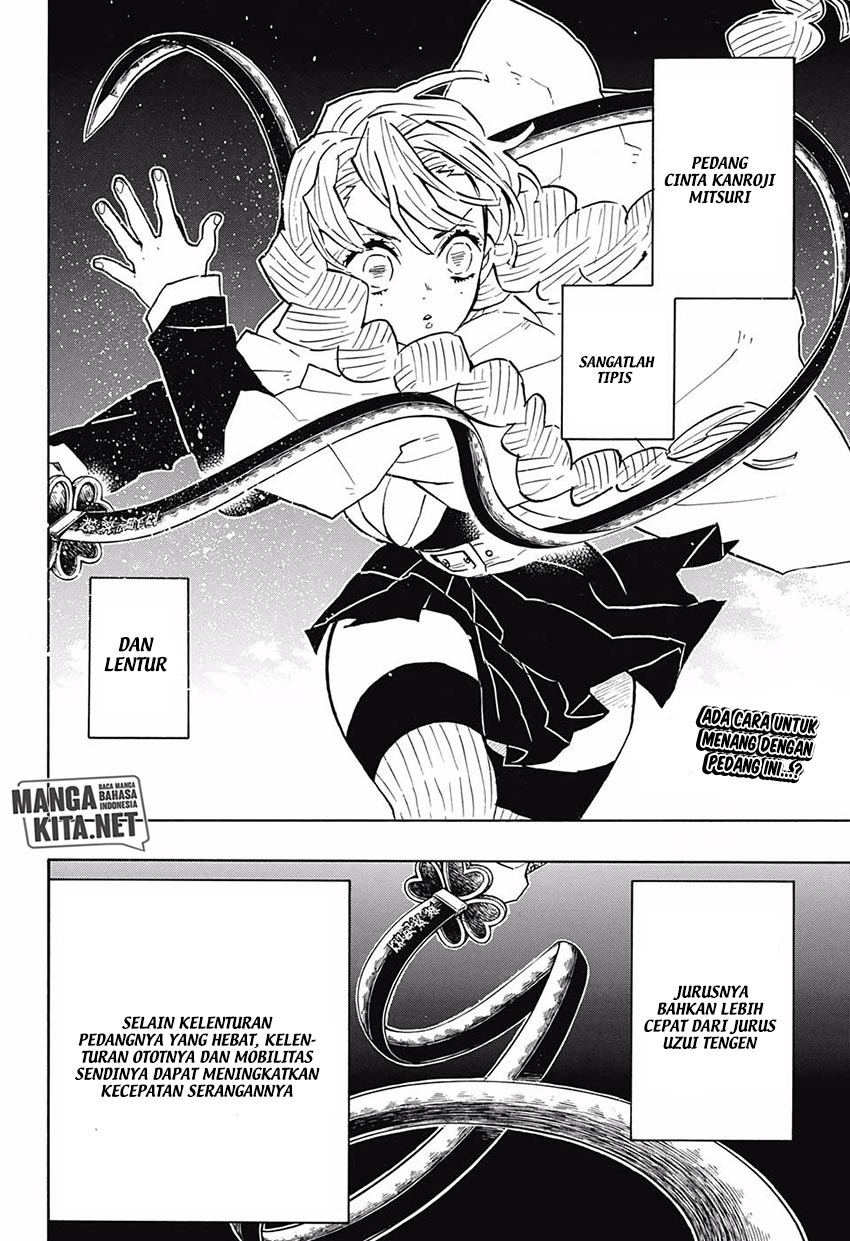 PEDANG
CINTA KANROJI
MITSURI
SANGATLAH
TIPIS
DAN
LENTUR
ADA CARA UNTUK
MENANG DENGAN
PEDANG INI...?
MANGA
KITA.NET
BACA MANGA
BAHASA
INDONESIA
JURUSNYA
BAHKAN LEBIH
CEPAT DARI JURUS
UZUI TENGEN
SELAIN KELENTURAN
PEDANGNYA YANG HEBAT, KELEN-
TURAN OTOTNYA DAN MOBILITAS
SENDINYA DAPAT MENINGKATKAN
KECEPATAN SERANGANNYA